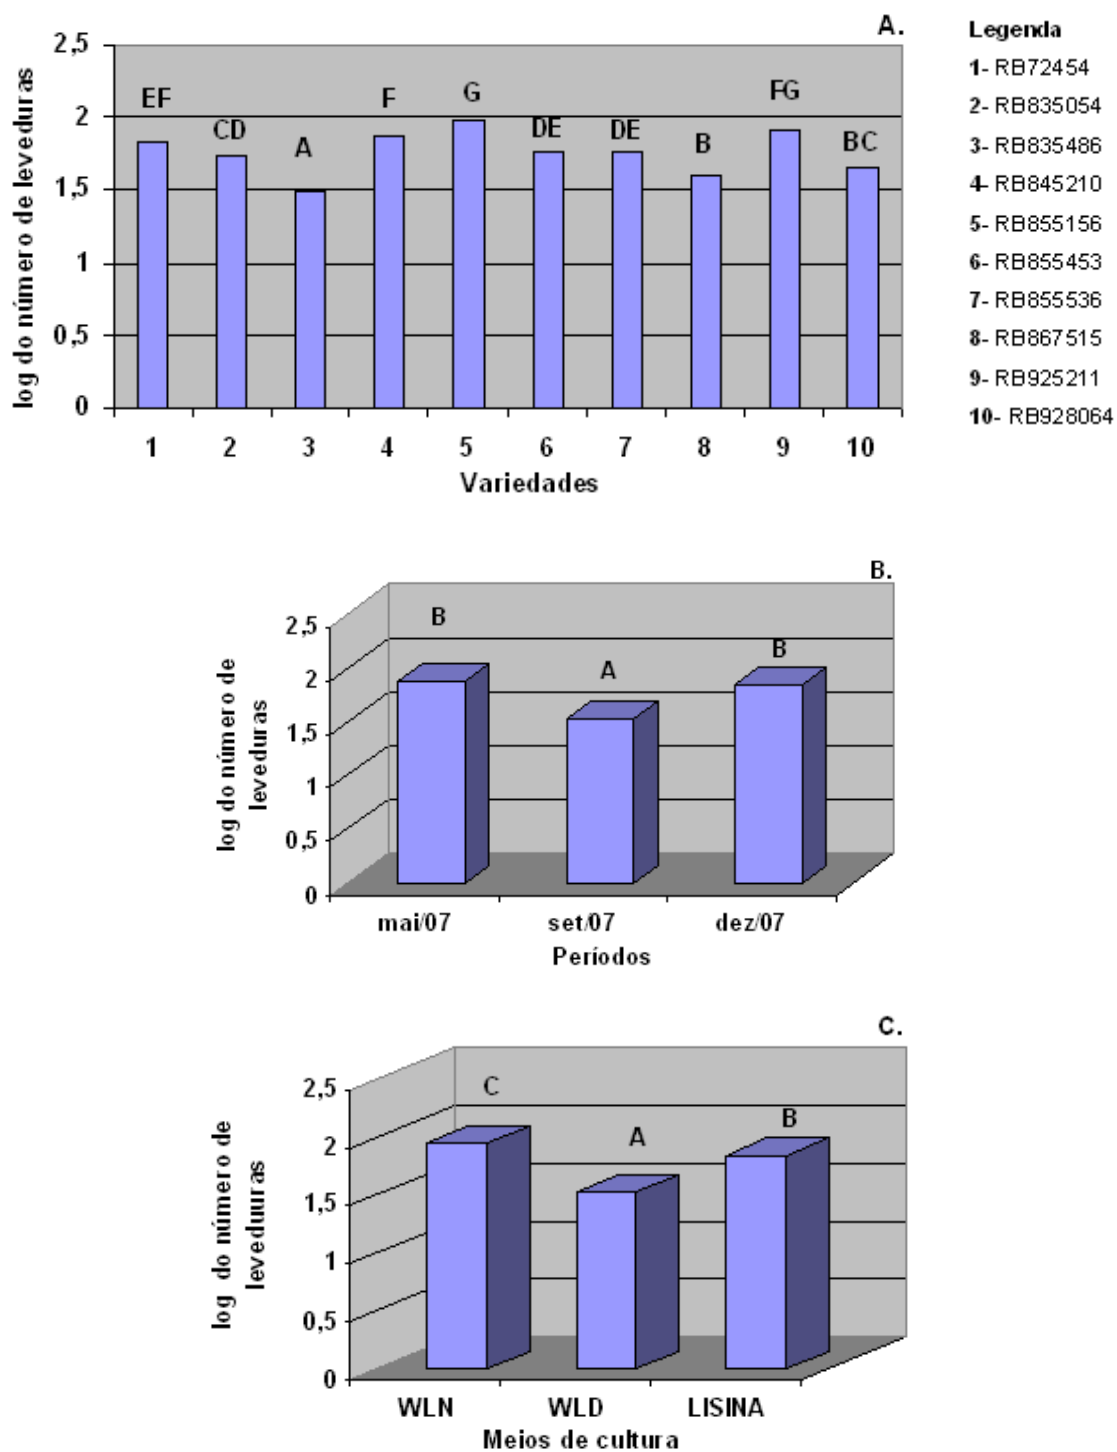 A.
2,5
2
1,5
1
0,5
0
log do número de leveduras
EF
CD
A
F
G
DE
DE
B
FG
BC
1 2 3 4 5 6 7 8 9 10
Variedades
Legenda
1- RB72454
2- RB835054
3- RB835486
4- RB845210
5- RB855156
6- RB855453
7- RB855536
8- RB867515
9- RB925211
10- RB928064
B.
2,5
2
1,5
1
0,5
0
log do número de
leveduras
B
A
B
mai/07 set/07 dez/07
Períodos
C.
2,5
2
1,5
1
0,5
0
log do número de
leveduuras
C
A
B
WLN WLD LISINA
Meios de cultura